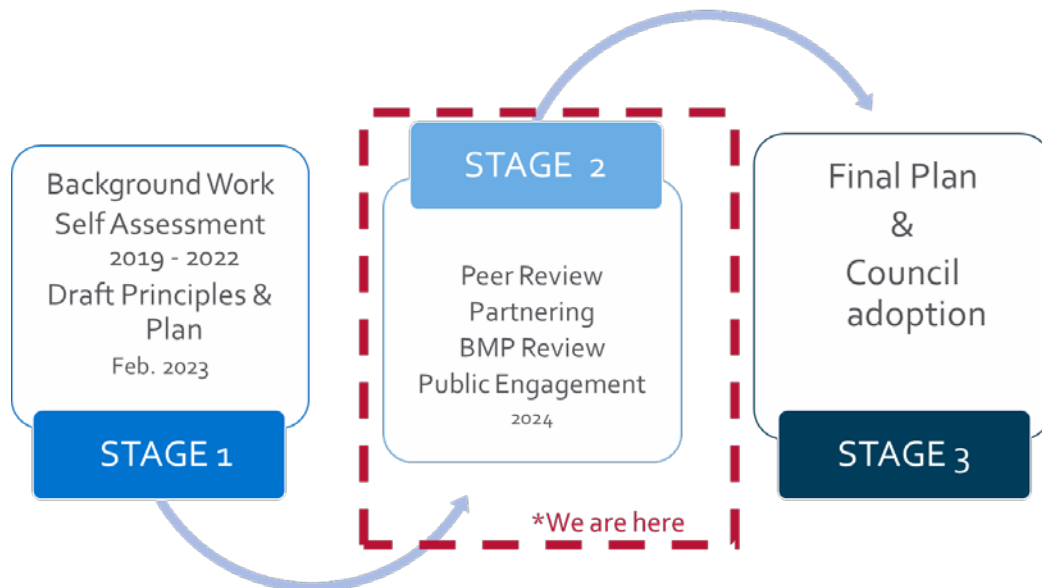 Background Work
Self Assessment
2019 - 2022
Draft Principles &
Plan
Feb. 2023
STAGE 1
STAGE 2
Peer Review
Partnering
BMP Review
Public Engagement
2024
*We are here
Final Plan
&
Council
adoption
STAGE 3